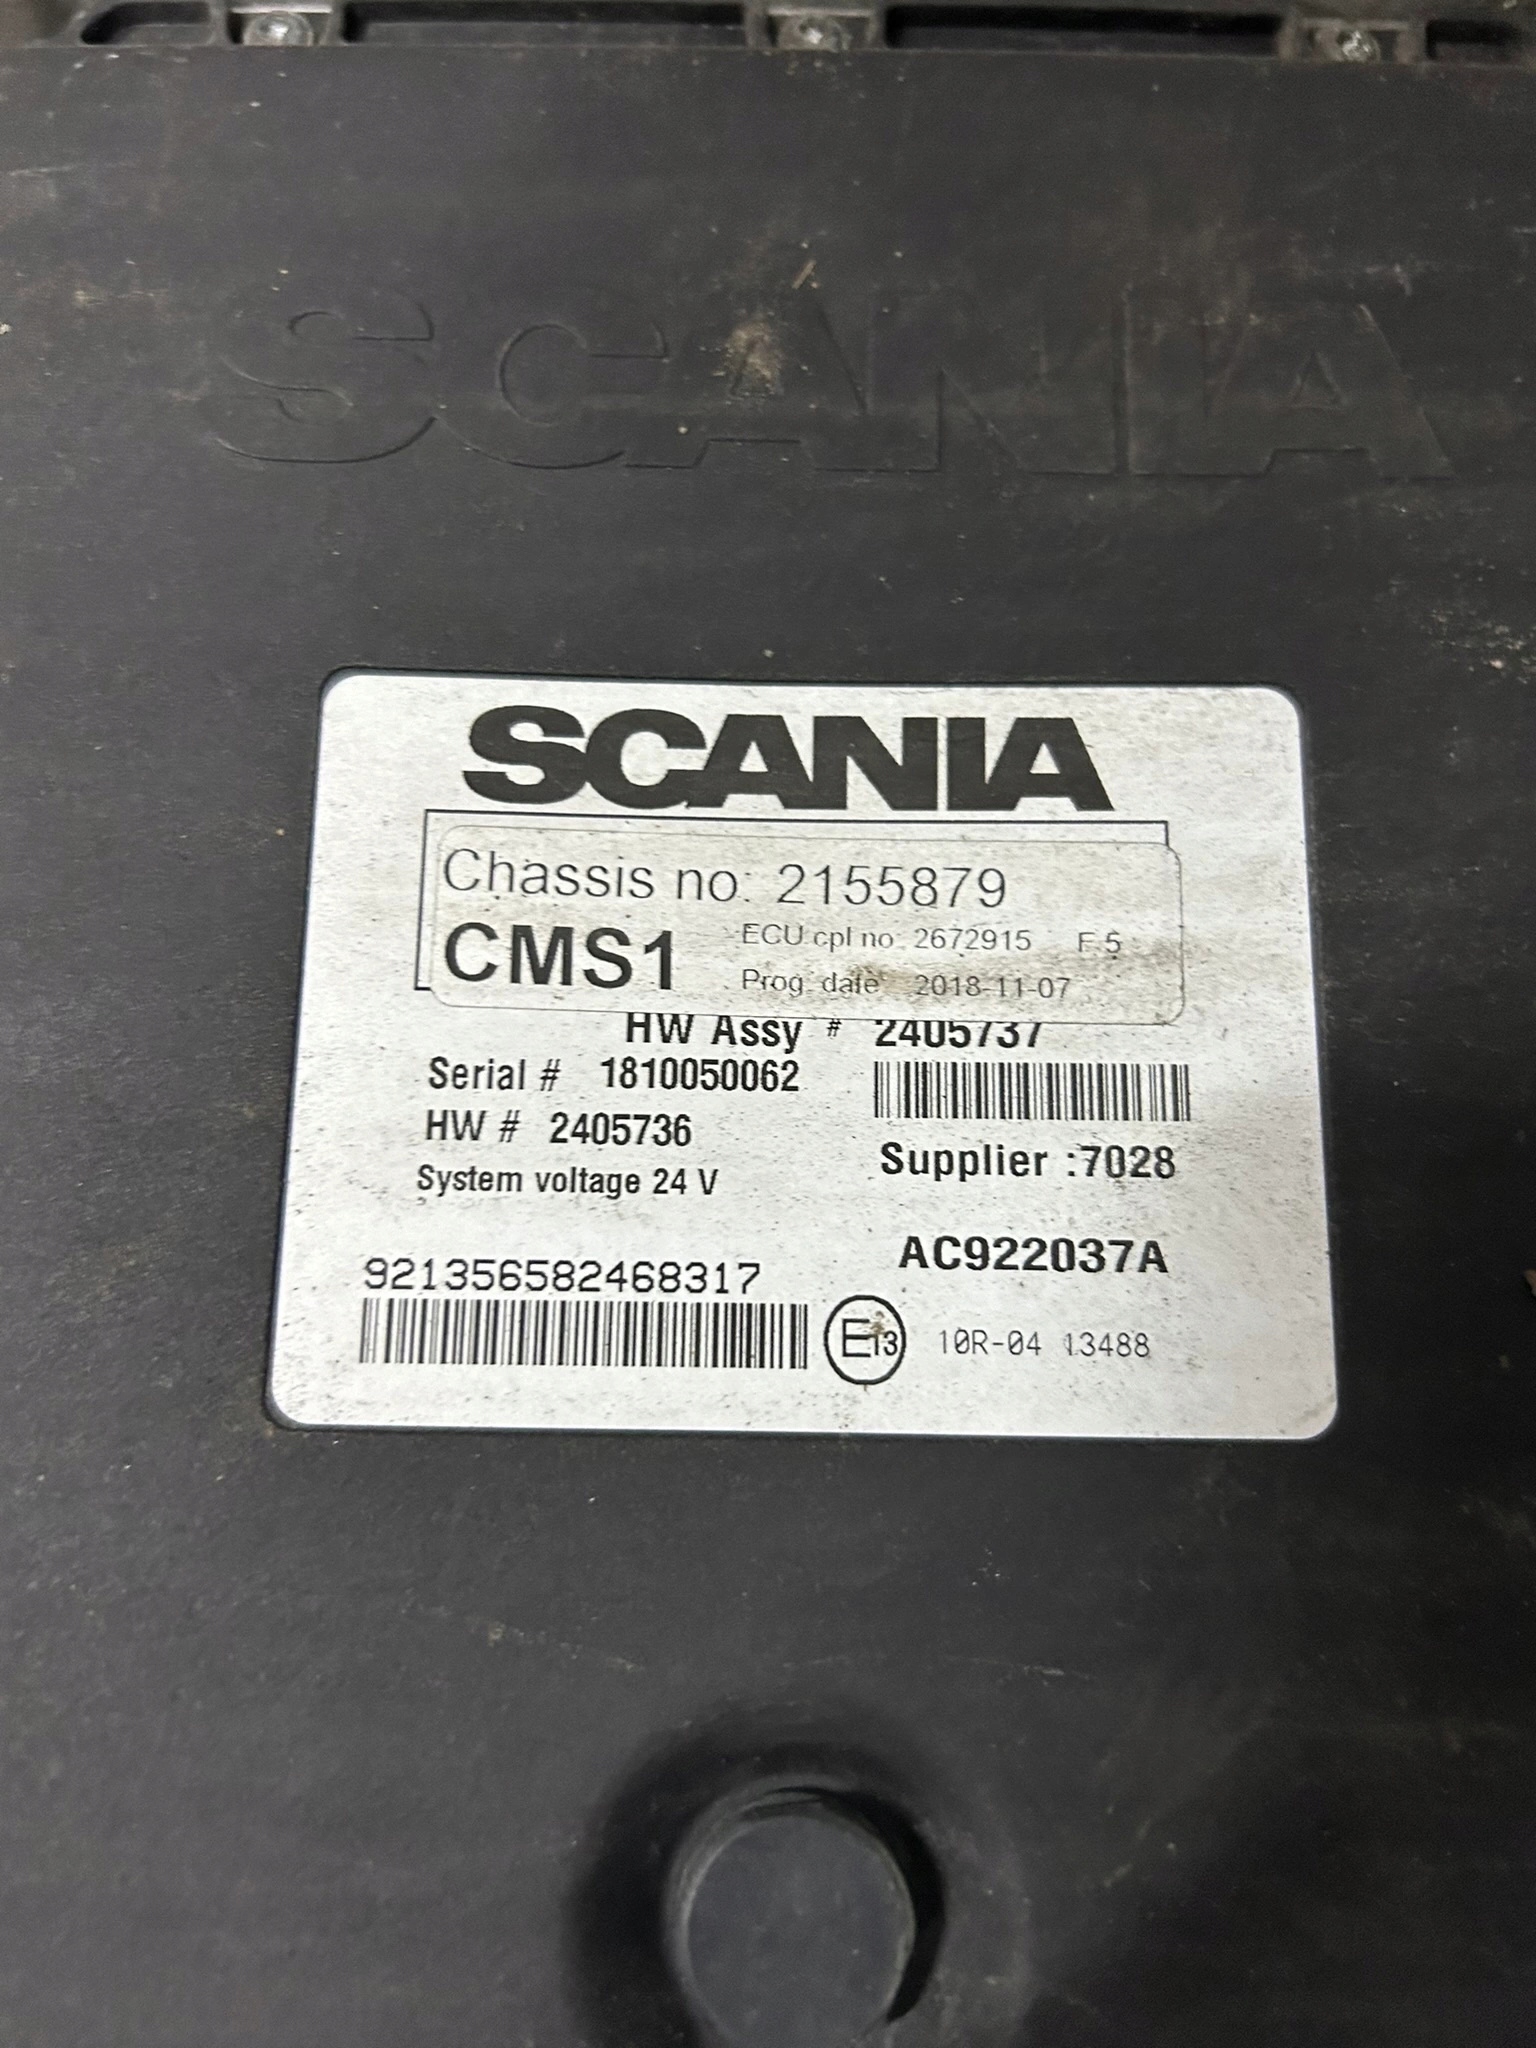 SCANIA
SCANIA
Chassis no: 2155879
CMS1 ECU cpl no: 2672915 F.5
Prog. date 2018-11-07
HW Assy # 2405737
Serial # 1810050062
HW # 2405736
Supplier :7028
System voltage 24 V
AC922037A
921356582468317
E13 10R-04 13488